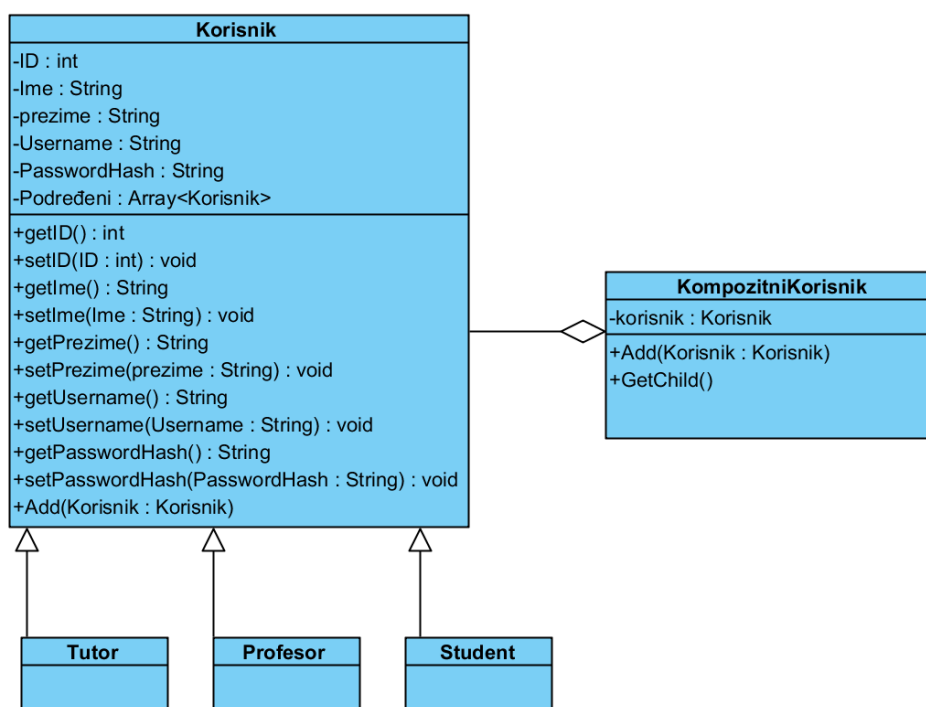 Korisnik
-ID : int
-Ime : String
-prezime : String
-Username : String
-PasswordHash : String
-Podređeni : Array<Korisnik>
+getID() : int
+setID(ID : int) : void
+getIme() : String
+setIme(Ime : String) : void
+getPrezime() : String
+setPrezime(prezime : String) : void
+getUsername() : String
+setUsername(Username : String) : void
+getPasswordHash() : String
+setPasswordHash(PasswordHash : String) : void
+Add(Korisnik : Korisnik)
KompozitniKorisnik
-korisnik : Korisnik
+Add(Korisnik : Korisnik)
+GetChild()
Tutor
Profesor
Student